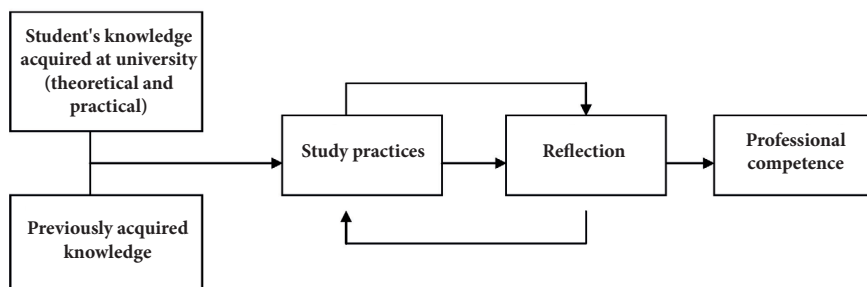 Student's knowledge
acquired at university
(theoretical and
practical)
Study practices
Reflection
Professional
competence
Previously acquired
knowledge